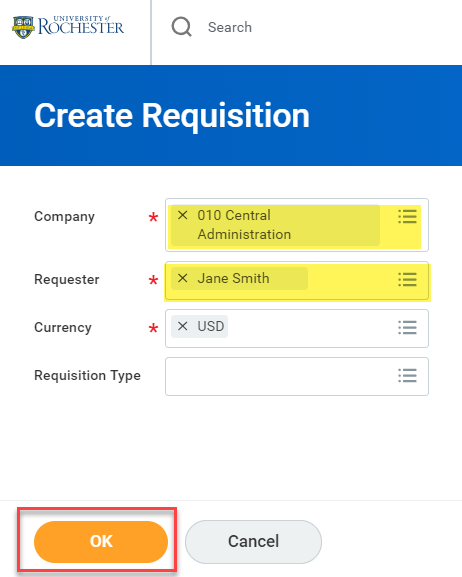 UNIVERSITY of
ROCHESTER
Search
Create Requisition
Company * × 010 Central
Administration
Requester * × Jane Smith
Currency * × USD
Requisition Type
OK Cancel